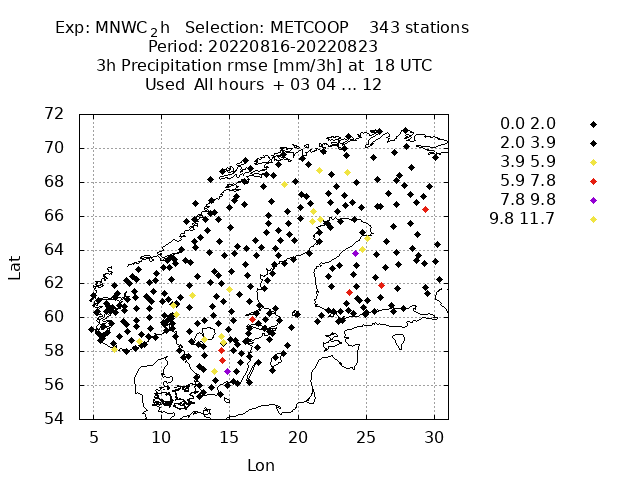 Exp: MNWC_2h Selection: METCOOP 343 stations
Period: 20220816-20220823
3h Precipitation rmse [mm/3h] at 18 UTC
Used All hours + 03 04 ... 12
72
70
68
66
64
62
60
58
56
54
Lat
5 10 15 20 25 30
Lon
0.0 2.0
2.0 3.9
3.9 5.9
5.9 7.8
7.8 9.8
9.8 11.7